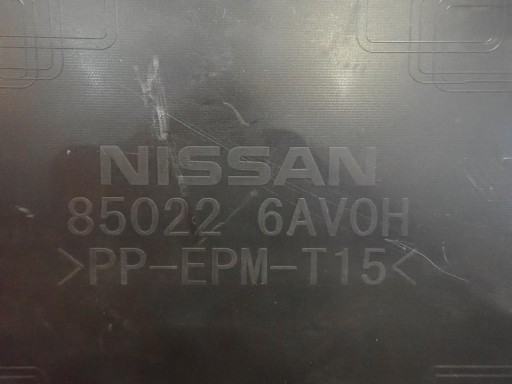 NISSAN
85022 6AV0H
>PP-EPM-T15<